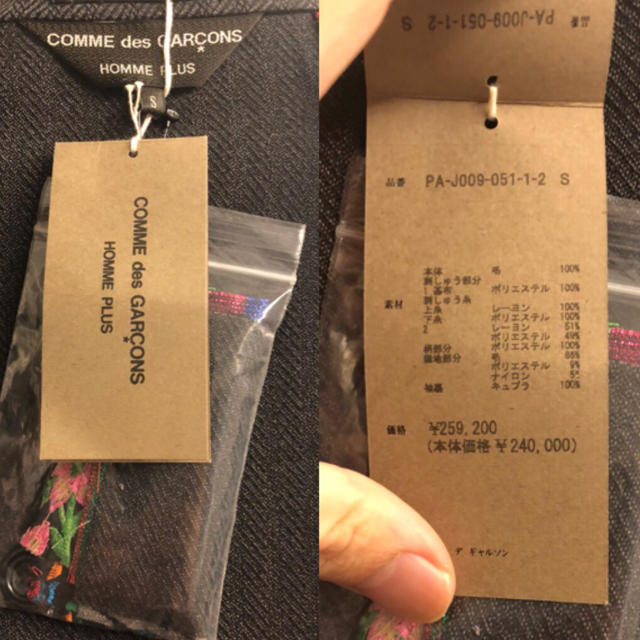 COMME des GARÇONS
HOMME PLUS
S
COMME des GARÇONS
HOMME PLUS
品番 PA-J009-051-1-2 S
品番 PA-J009-051-1-2 S
素材
本体 毛 100%
刺しゅう部分
基布 ポリエステル 100%
刺しゅう糸
上糸 レーヨン 100%
下糸 ポリエステル 100%
2 レーヨン 51%
ポリエステル 49%
柄部分 ポリエステル 100%
毛 86%
ポリエステル 9%
ナイロン 5%
袖裏 キュプラ 100%
価格 ¥259,200
(本体価格 ¥240,000)
デ ギャルソン